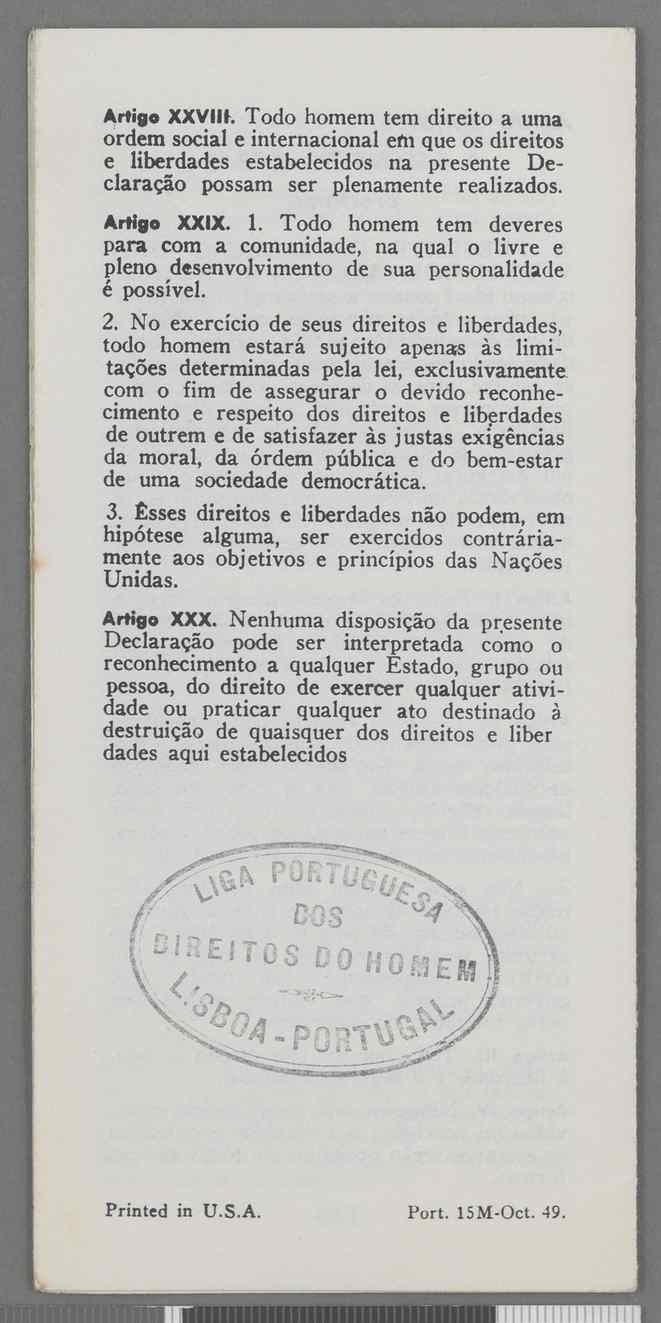 Artigo XXVIII. Todo homem tem direito a uma
ordem social e internacional em que os direitos
e liberdades estabelecidos na presente De-
claração possam ser plenamente realizados.
Artigo XXIX. 1. Todo homem tem deveres
para com a comunidade, na qual o livre e
pleno desenvolvimento de sua personalidade
é possível.
2. No exercício de seus direitos e liberdades,
todo homem estará sujeito apenas às limi-
tações determinadas pela lei, exclusivamente
com o fim de assegurar o devido reconhe-
cimento e respeito dos direitos e liberdades
de outrem e de satisfazer às justas exigências
da moral, da órdem pública e do bem-estar
de uma sociedade democrática.
3. Êsses direitos e liberdades não podem, em
hipótese alguma, ser exercidos contrária-
mente aos objetivos e princípios das Nações
Unidas.
Artigo XXX. Nenhuma disposição da presente
Declaração pode ser interpretada como o
reconhecimento a qualquer Estado, grupo ou
pessoa, do direito de exercer qualquer ativi-
dade ou praticar qualquer ato destinado à
destruição de quaisquer dos direitos e liber
dades aqui estabelecidos
LIGA PORTUGUESA
DOS
DIREITOS DO HOMEM
LISBOA-PORTUGAL
Printed in U.S.A. Port. 15M-Oct. 49.